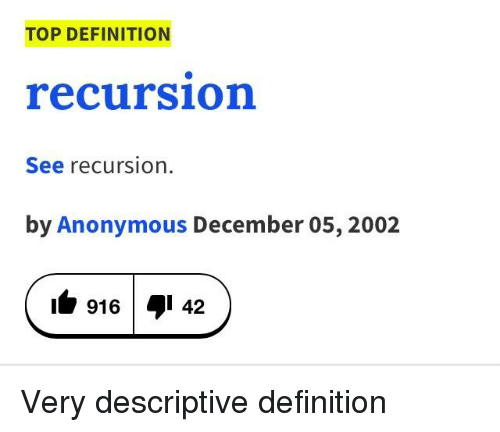 TOP DEFINITION
recursion
See recursion.
by Anonymous December 05, 2002
916 42
Very descriptive definition